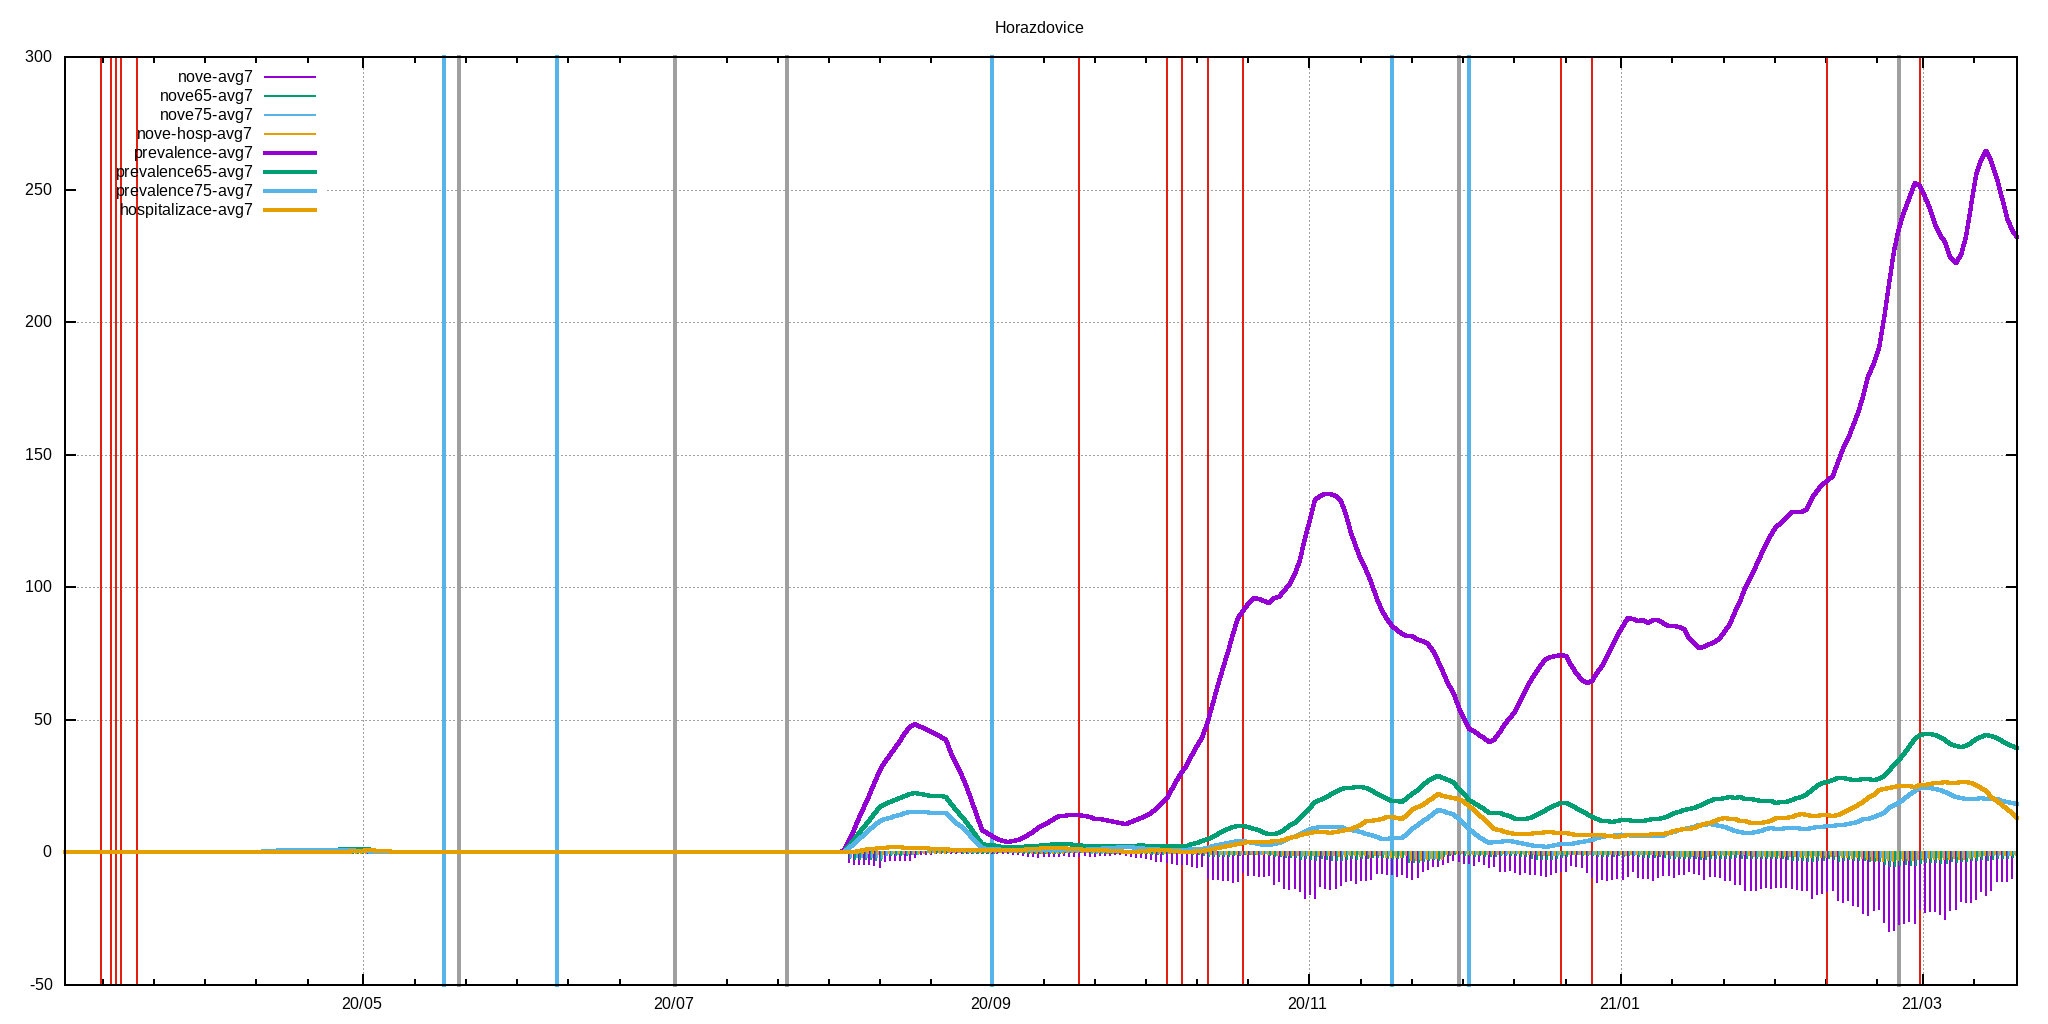 Horazdovice
300
250
200
150
100
50
0
-50
nove-avg7
nove65-avg7
nove75-avg7
nove-hosp-avg7
prevalence-avg7
prevalence65-avg7
prevalence75-avg7
hospitalizace-avg7
20/05
20/07
20/09
20/11
21/01
21/03